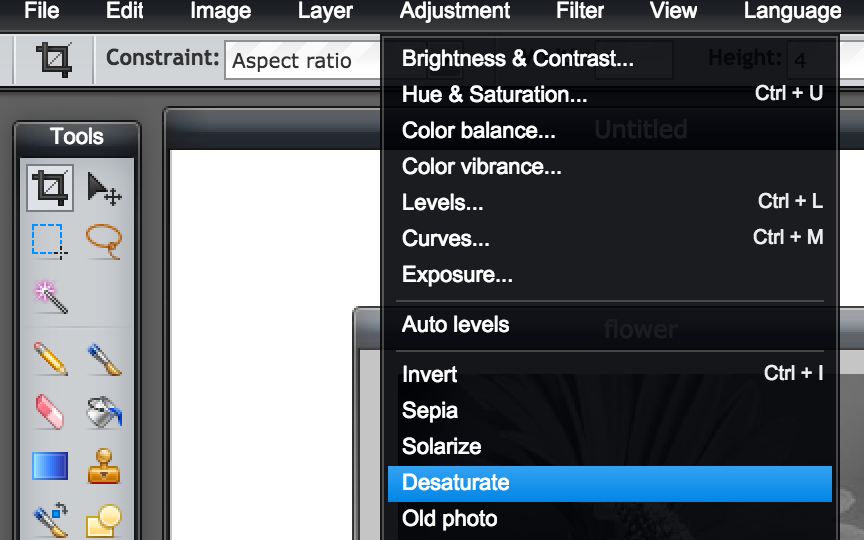 File Edit Image Layer Adjustment Filter View Language
Constraint: Aspect ratio Height: 4
Tools
Untitled
flower
Brightness & Contrast...
Hue & Saturation... Ctrl + U
Color balance...
Color vibrance...
Levels... Ctrl + L
Curves... Ctrl + M
Exposure...
Auto levels
Invert Ctrl + I
Sepia
Solarize
Desaturate
Old photo